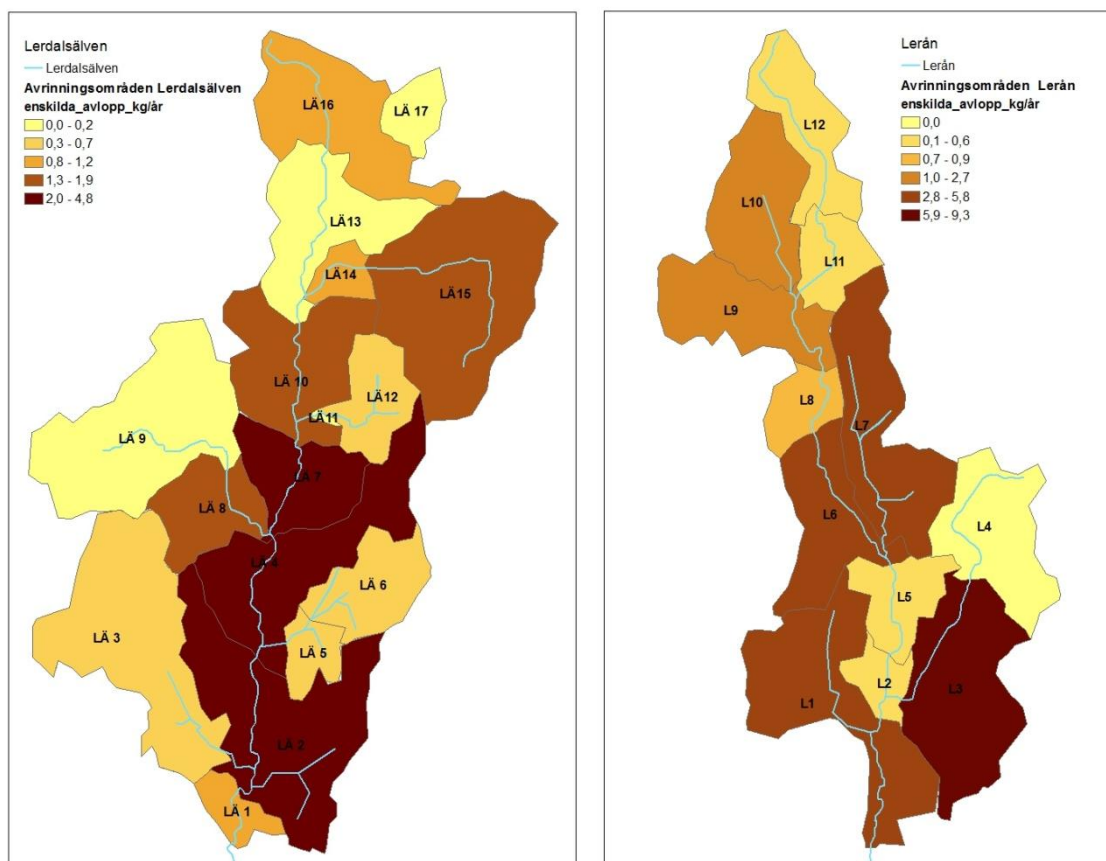 Lerdalsälven
Lerdalsälven
Avrinningsområden Lerdalsälven
enskilda_avlopp_kg/år
0,0 - 0,2
0,3 - 0,7
0,8 - 1,2
1,3 - 1,9
2,0 - 4,8
LÄ16
LÄ 17
LÄ13
LÄ14
LÄ15
LÄ 10
LÄ12
LÄ11
LÄ 9
LÄ 7
LÄ 8
LÄ 4
LÄ 6
LÄ 3
LÄ 5
LÄ 2
LÄ 1
Lerån
Lerån
Avrinningsområden Lerån
enskilda_avlopp_kg/år
0,0
0,1 - 0,6
0,7 - 0,9
1,0 - 2,7
2,8 - 5,8
5,9 - 9,3
L12
L10
L11
L9
L8
L7
L6
L4
L5
L2
L3
L1